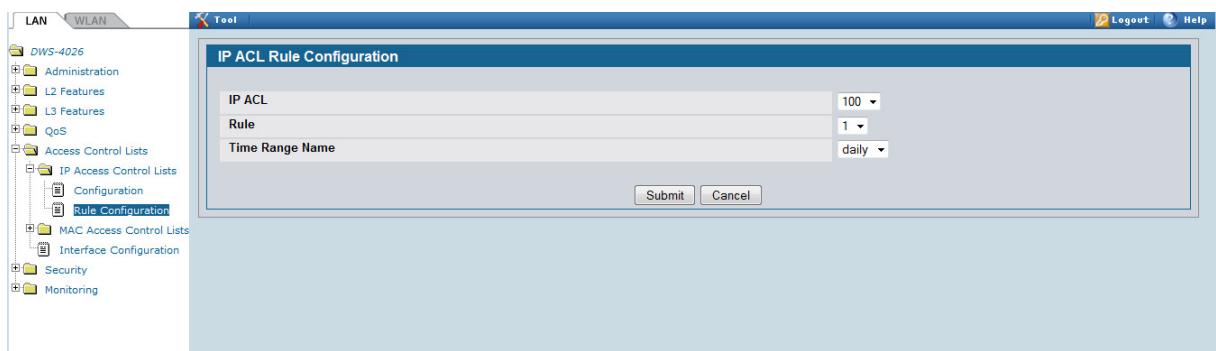 LAN WLAN
Tool
Logout Help
DWS-4026
Administration
L2 Features
L3 Features
QoS
Access Control Lists
IP Access Control Lists
Configuration
Rule Configuration
MAC Access Control Lists
Interface Configuration
Security
Monitoring
IP ACL Rule Configuration
IP ACL 100
Rule 1
Time Range Name daily
Submit Cancel